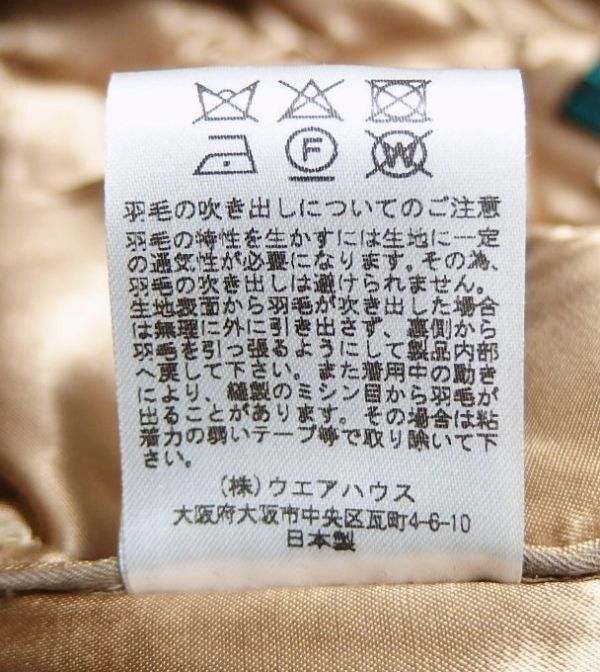 F
W
羽毛の吹き出しについてのご注意
羽毛の特性を生かすには生地に一定
の通気性が必要になります。その為、
羽毛の吹き出しは避けられません。
生地表面から羽毛が吹き出した場合
は無理に外に引き出さず、裏側から
羽毛を引っ張るようにして製品内部
へ戻して下さい。また着用中の動き
により、縫製のミシン目から羽毛が
出ることがあります。その場合は粘
着力の弱いテープ等で取り除いて下
さい。
(株)ウエアハウス
大阪府大阪市中央区瓦町4-6-10
日本製